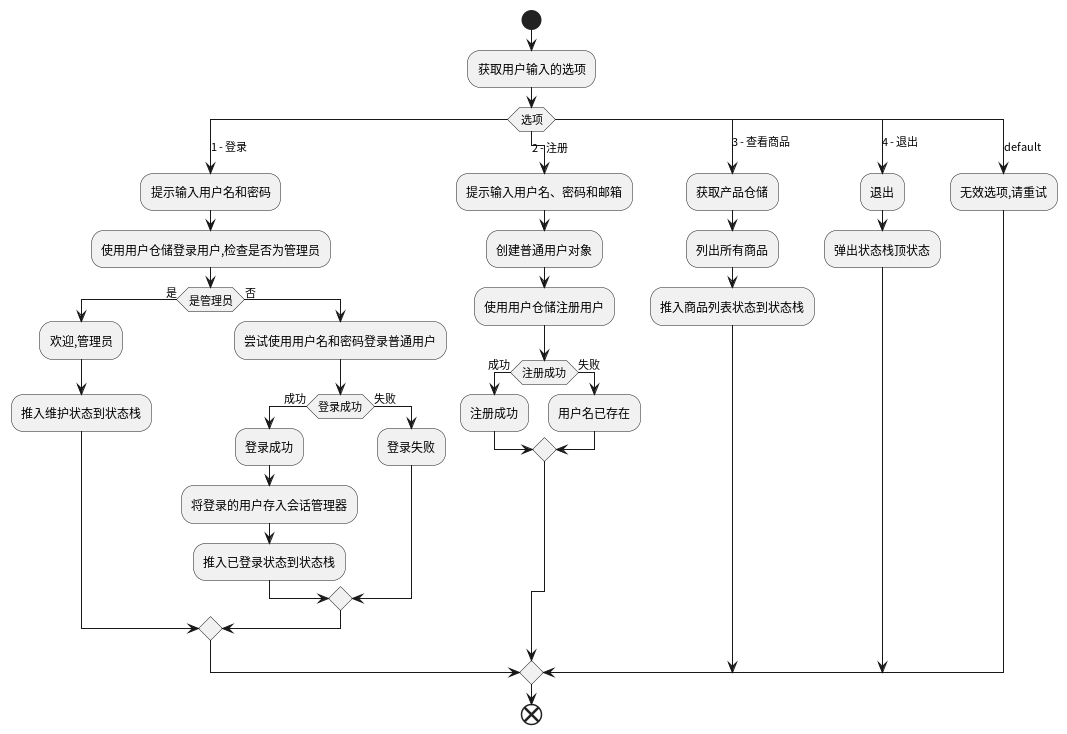 获取用户输入的选项
选项
1 - 登录
2 - 注册
3 - 查看商品
4 - 退出
default
提示输入用户名和密码
使用用户仓储登录用户,检查是否为管理员
是
是管理员
否
欢迎,管理员
推入维护状态到状态栈
尝试使用用户名和密码登录普通用户
成功
登录成功
失败
登录成功
将登录的用户存入会话管理器
推入已登录状态到状态栈
登录失败
提示输入用户名、密码和邮箱
创建普通用户对象
使用用户仓储注册用户
成功
注册成功
失败
注册成功
用户名已存在
获取产品仓储
列出所有商品
推入商品列表状态到状态栈
退出
弹出状态栈顶状态
无效选项,请重试